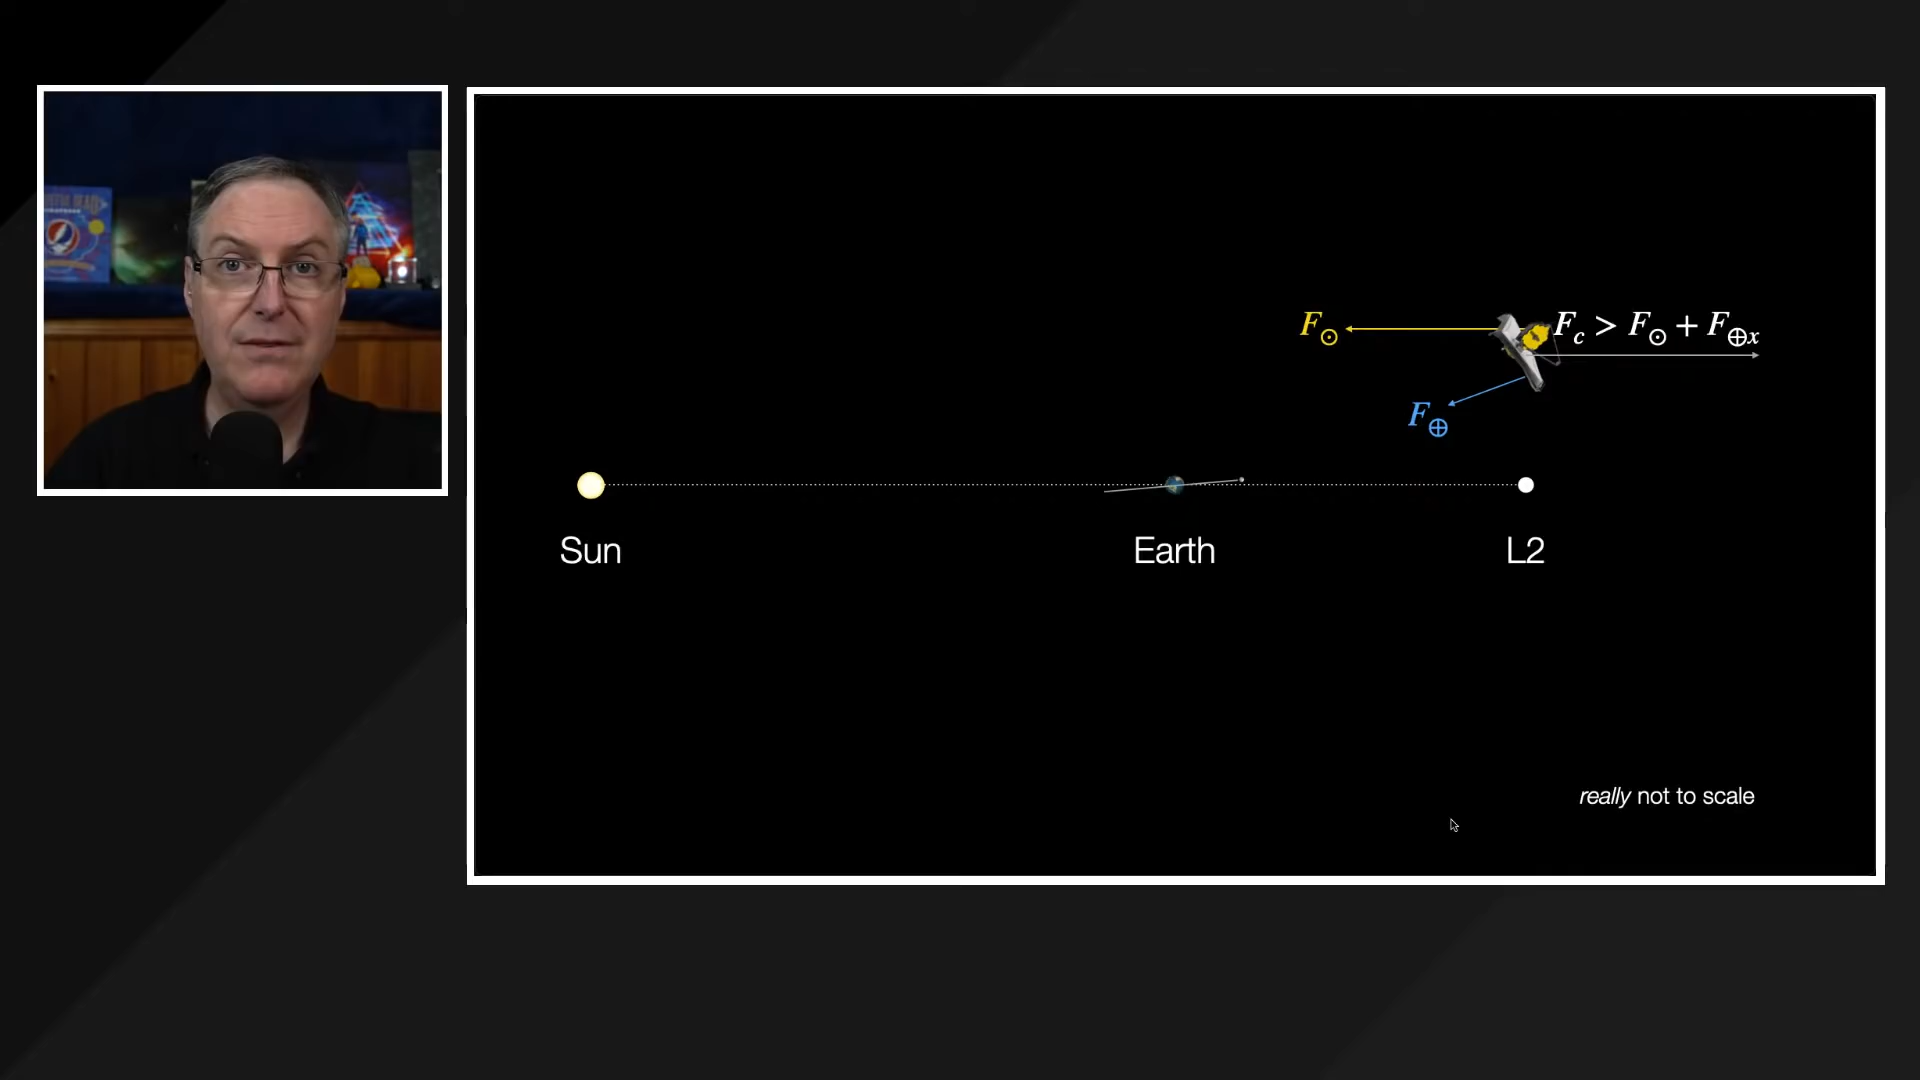 F⊙
F_c > F⊙ + F⊕x
F⊕
Sun
Earth
L2
really not to scale